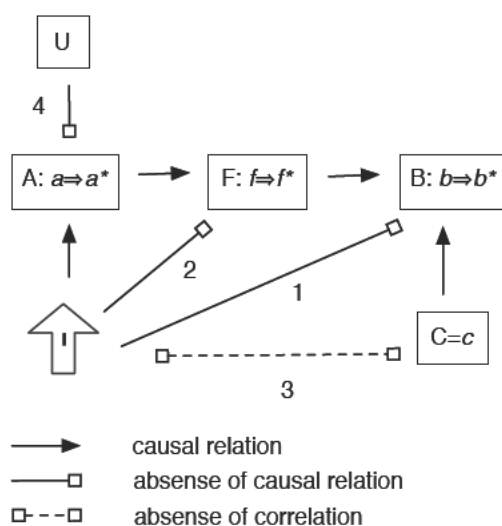 U
4
A: a⇒a*
F: f⇒f*
B: b⇒b*
2
1
I
C=c
3
causal relation
absense of causal relation
absense of correlation